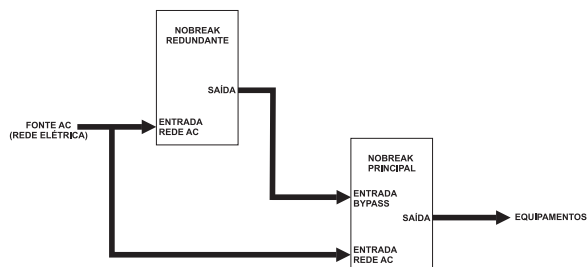 NOBREAK
REDUNDANTE
SAÍDA
FONTE AC
(REDE ELÉTRICA)
ENTRADA
REDE AC
NOBREAK
PRINCIPAL
ENTRADA
BYPASS
SAÍDA
EQUIPAMENTOS
ENTRADA
REDE AC